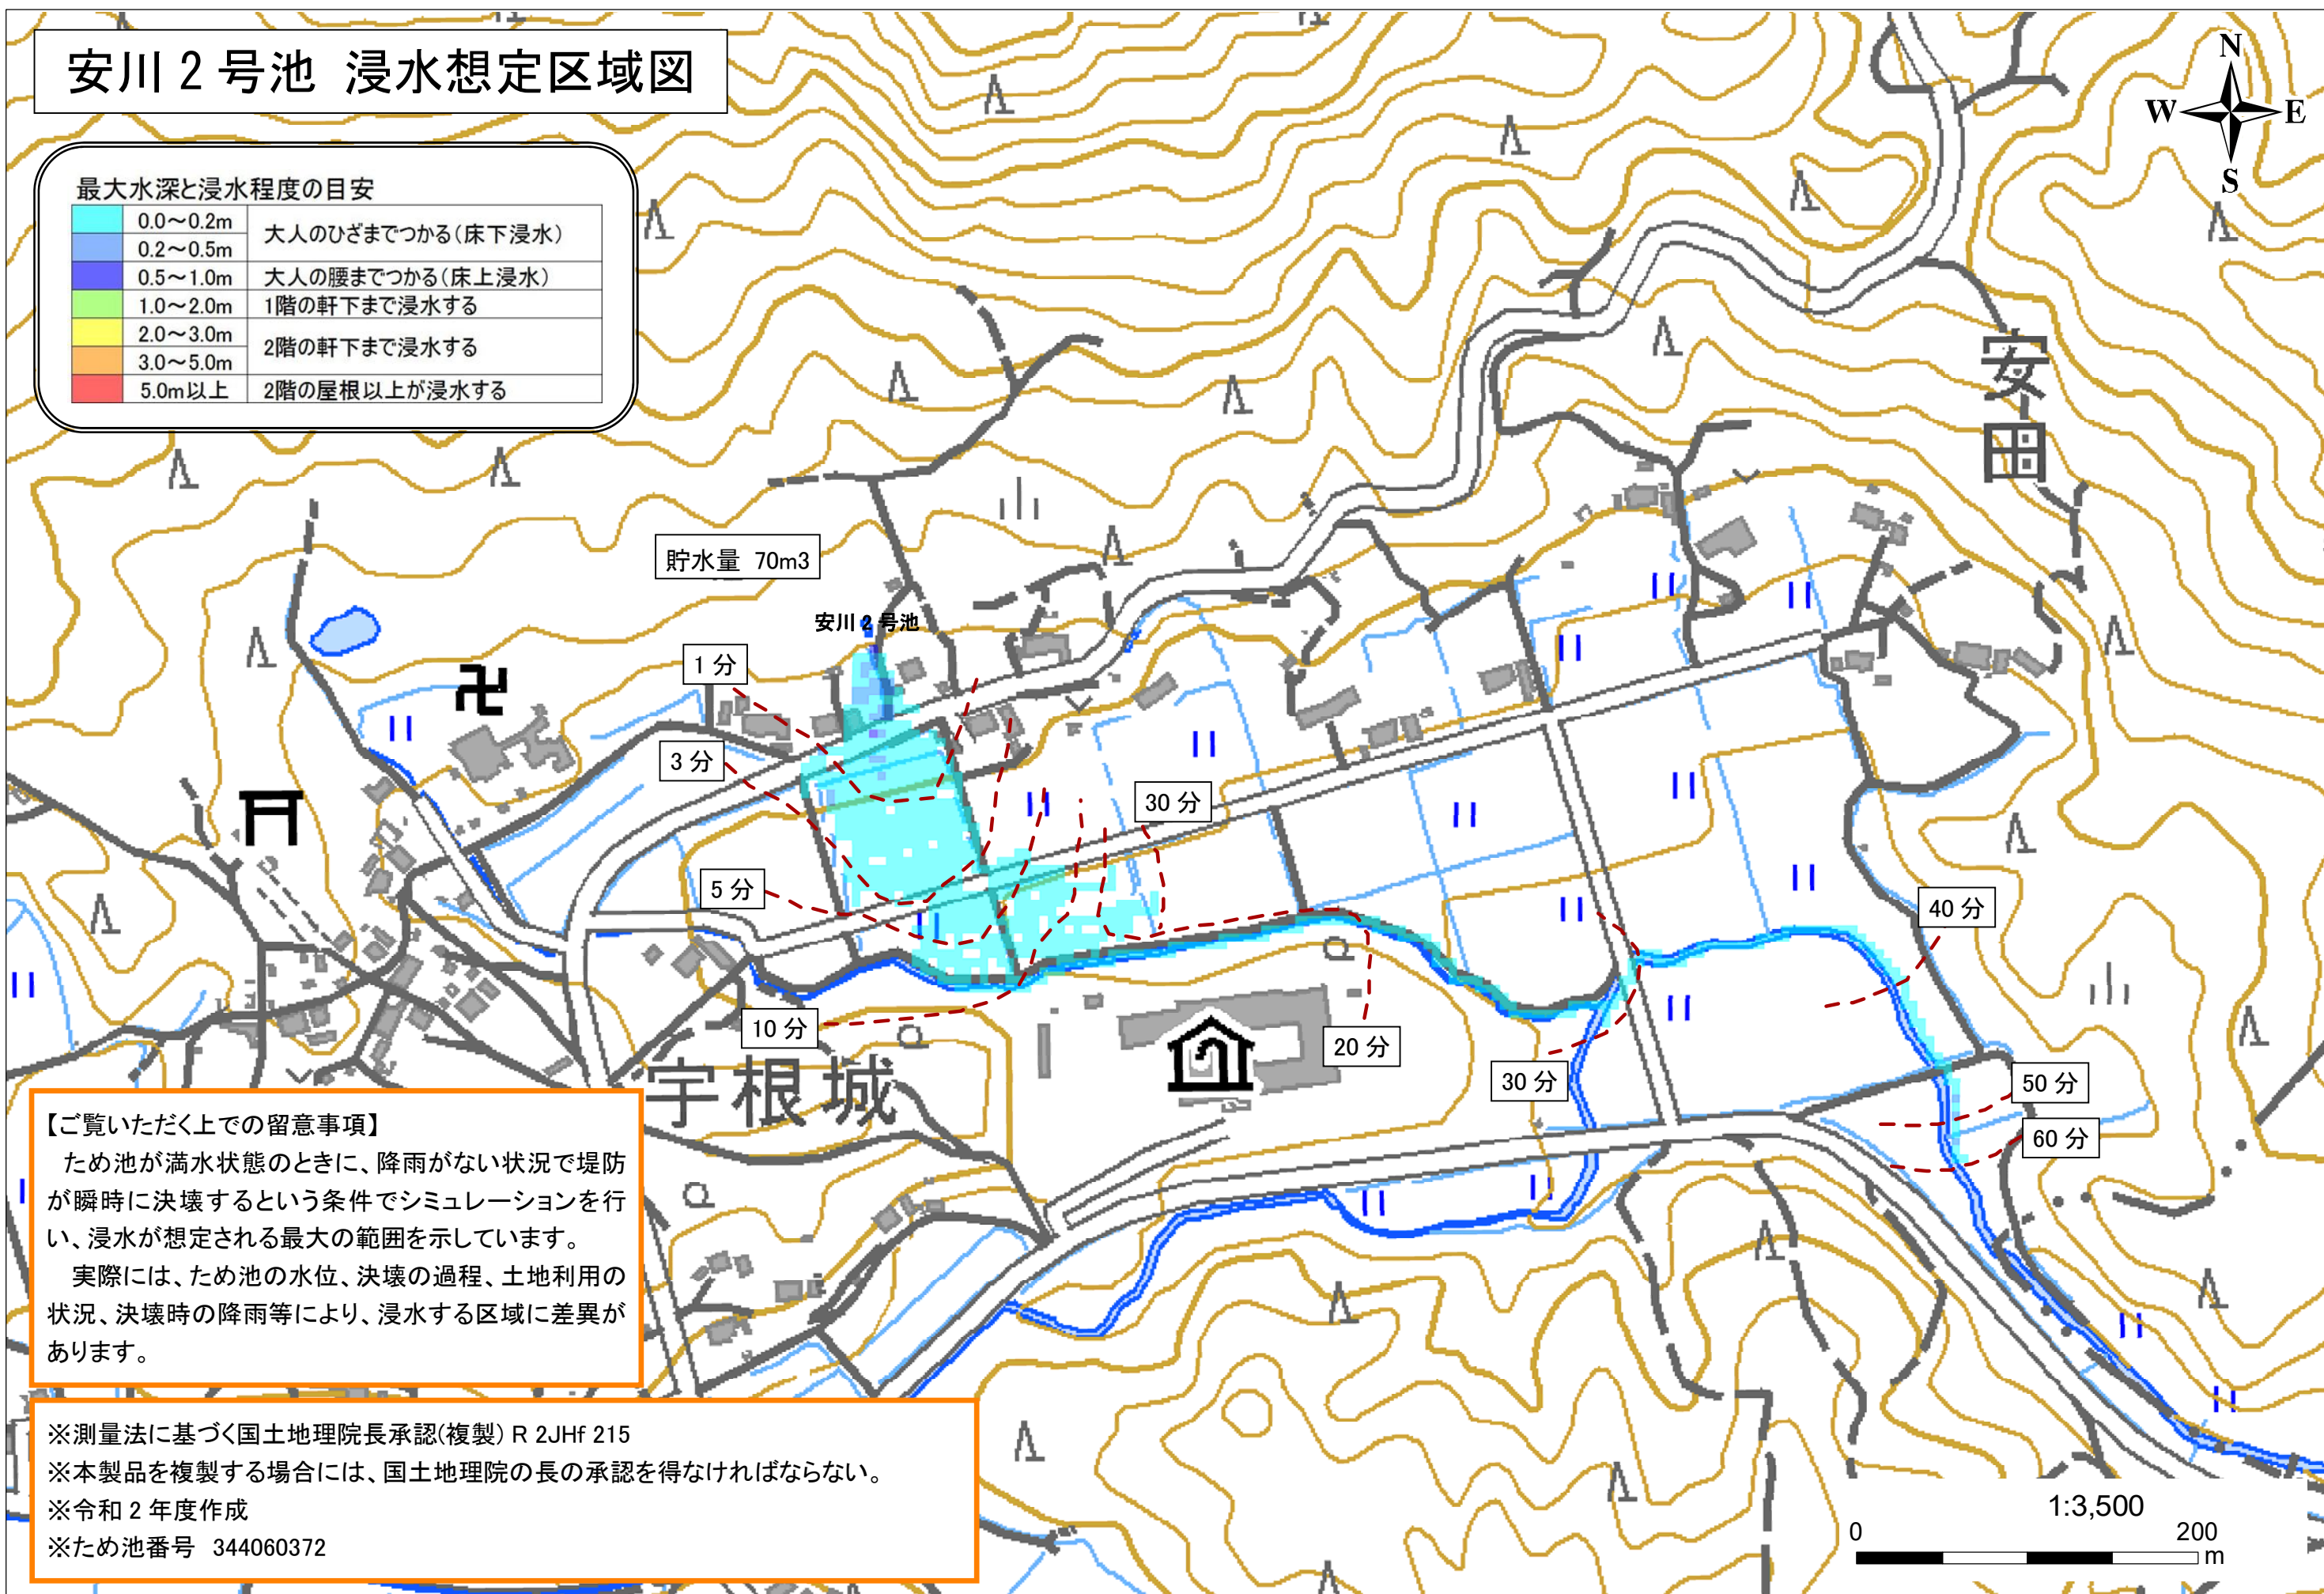 安川２号池 浸水想定区域図
N
W
E
S
最大水深と浸水程度の目安
0.0～0.2m
大人のひざまでつかる（床下浸水）
0.2～0.5m
0.5～1.0m
大人の腰までつかる（床上浸水）
1.0～2.0m
1階の軒下まで浸水する
2.0～3.0m
2階の軒下まで浸水する
3.0～5.0m
5.0m以上
2階の屋根以上が浸水する
安田
貯水量 70m3
安川２号池
1 分
3 分
30 分
5 分
40 分
10 分
20 分
30 分
50 分
60 分
宇根城
【ご覧いただく上での留意事項】
ため池が満水状態のときに、降雨がない状況で堤防
が瞬時に決壊するという条件でシミュレーションを行
い、浸水が想定される最大の範囲を示しています。
実際には、ため池の水位、決壊の過程、土地利用の
状況、決壊時の降雨等により、浸水する区域に差異が
あります。
※測量法に基づく国土地理院長承認(複製) R 2JHf 215
※本製品を複製する場合には、国土地理院の長の承認を得なければならない。
※令和 2 年度作成
※ため池番号 344060372
1:3,500
0
200
m